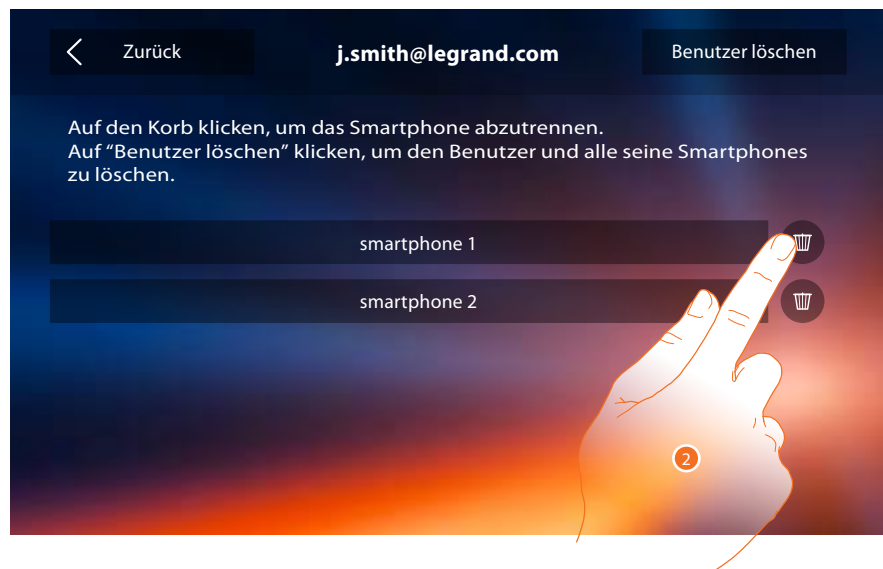 Zurück
j.smith@legrand.com
Benutzer löschen
Auf den Korb klicken, um das Smartphone abzutrennen.
Auf “Benutzer löschen” klicken, um den Benutzer und alle seine Smartphones
zu löschen.
smartphone 1
smartphone 2
2